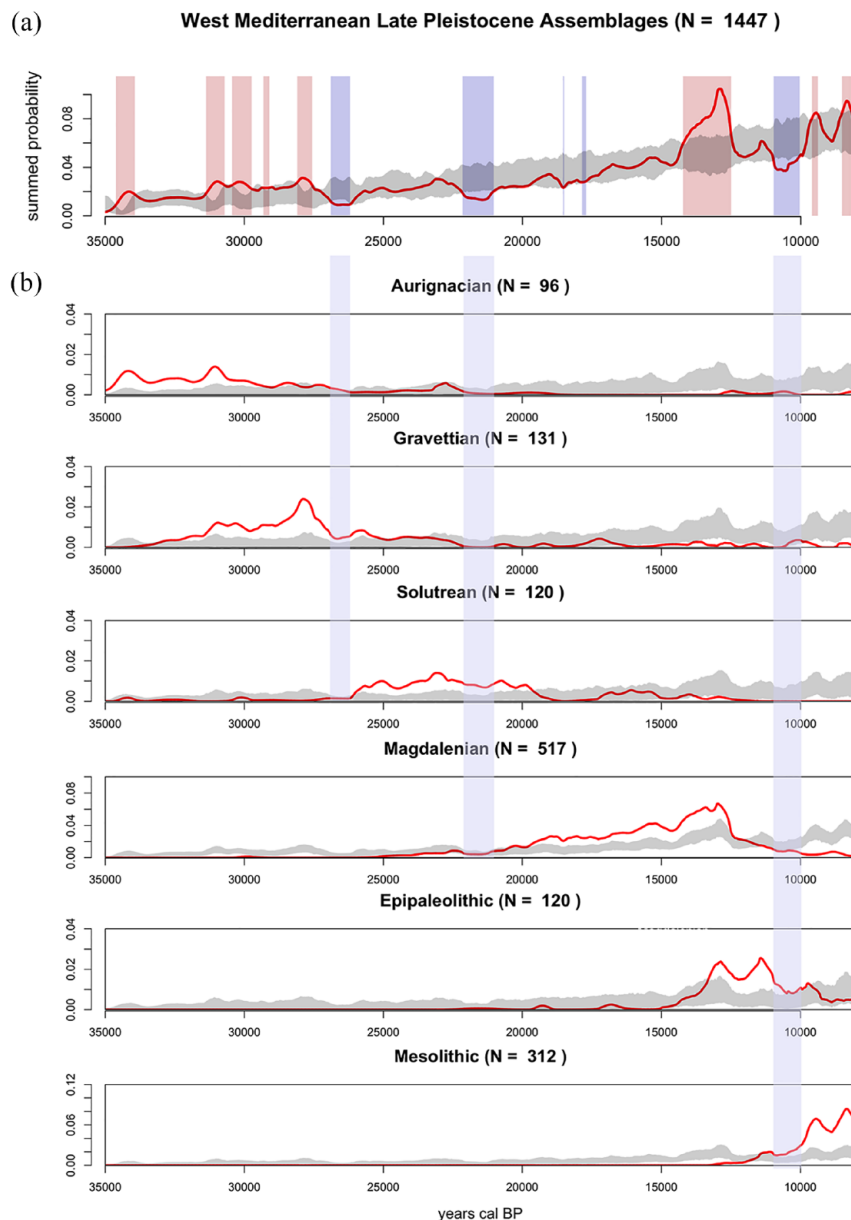 (a)
West Mediterranean Late Pleistocene Assemblages (N = 1447 )
summed probability
0.00 0.04 0.08
35000 30000 25000 20000 15000 10000
(b)
Aurignacian (N = 96 )
0.00 0.02 0.04
35000 30000 25000 20000 15000 10000
Gravettian (N = 131 )
0.00 0.02 0.04
35000 30000 25000 20000 15000 10000
Solutrean (N = 120 )
0.00 0.02 0.04
35000 30000 25000 20000 15000 10000
Magdalenian (N = 517 )
0.00 0.04 0.08
35000 30000 25000 20000 15000 10000
Epipaleolithic (N = 120 )
0.00 0.02 0.04
35000 30000 25000 20000 15000 10000
Mesolithic (N = 312 )
0.00 0.06 0.12
35000 30000 25000 20000 15000 10000
years cal BP